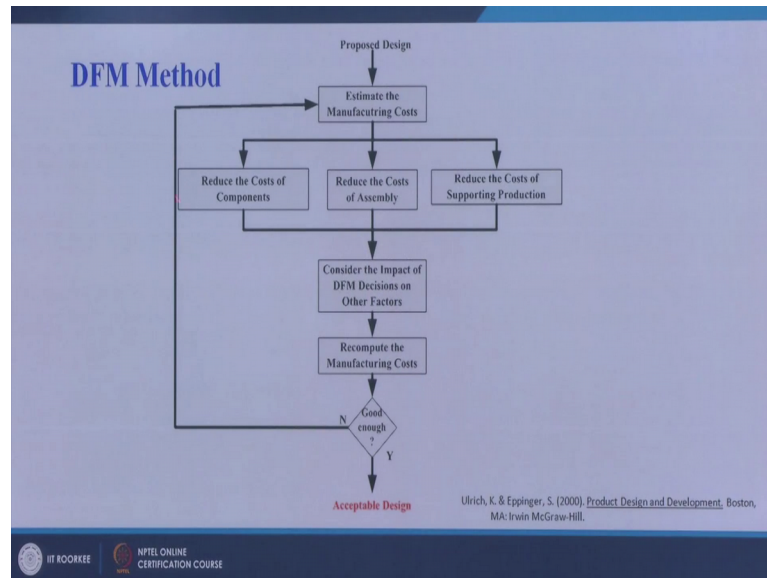 DFM Method
Proposed Design
Estimate the
Manufacutring Costs
Reduce the Costs of
Components
Reduce the Costs
of Assembly
Reduce the Costs of
Supporting Production
Consider the Impact of
DFM Decisions on
Other Factors
Recompute the
Manufacturing Costs
Good
enough
?
N
Y
Acceptable Design
Ulrich, K. & Eppinger, S. (2000). Product Design and Development. Boston,
MA: Irwin McGraw-Hill.
IIT ROORKEE
NPTEL
NPTEL ONLINE
CERTIFICATION COURSE